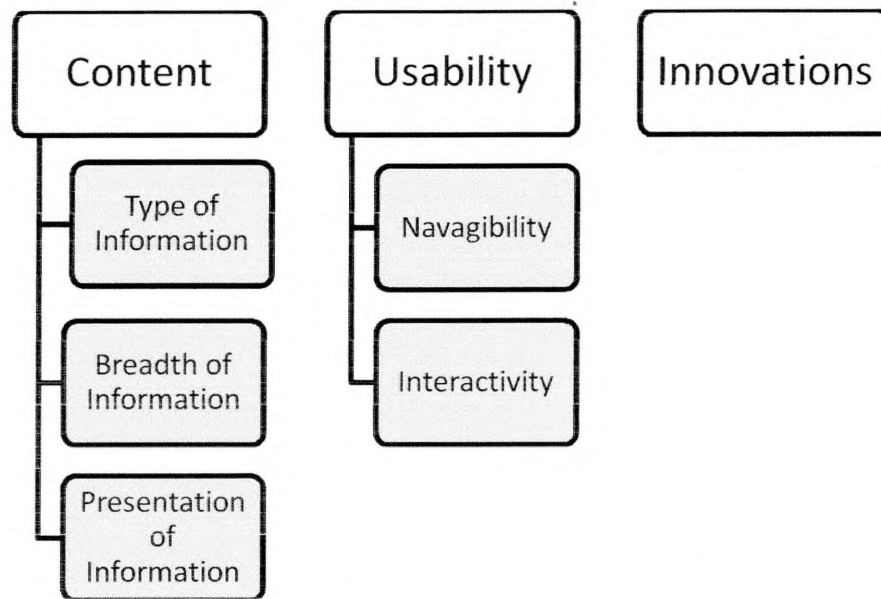 Content
Type of
Information
Breadth of
Information
Presentation
of
Information
Usability
Navagibility
Interactivity
Innovations